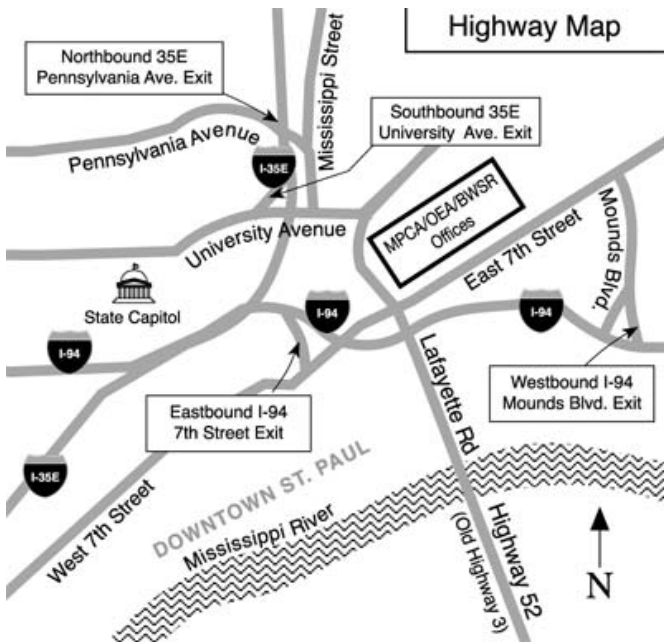 Highway Map
Northbound 35E
Pennsylvania Ave. Exit
Mississippi Street
Southbound 35E
University Ave. Exit
Pennsylvania Avenue
I-35E
MPCA/OEA/BWSR
Offices
University Avenue
East 7th Street
Mounds Blvd.
State Capitol
I-94
I-94
I-94
Lafayette Rd
Eastbound I-94
7th Street Exit
Westbound I-94
Mounds Blvd. Exit
I-35E
West 7th Street
DOWNTOWN ST. PAUL
Mississippi River
Highway 52
(Old Highway 3)
N